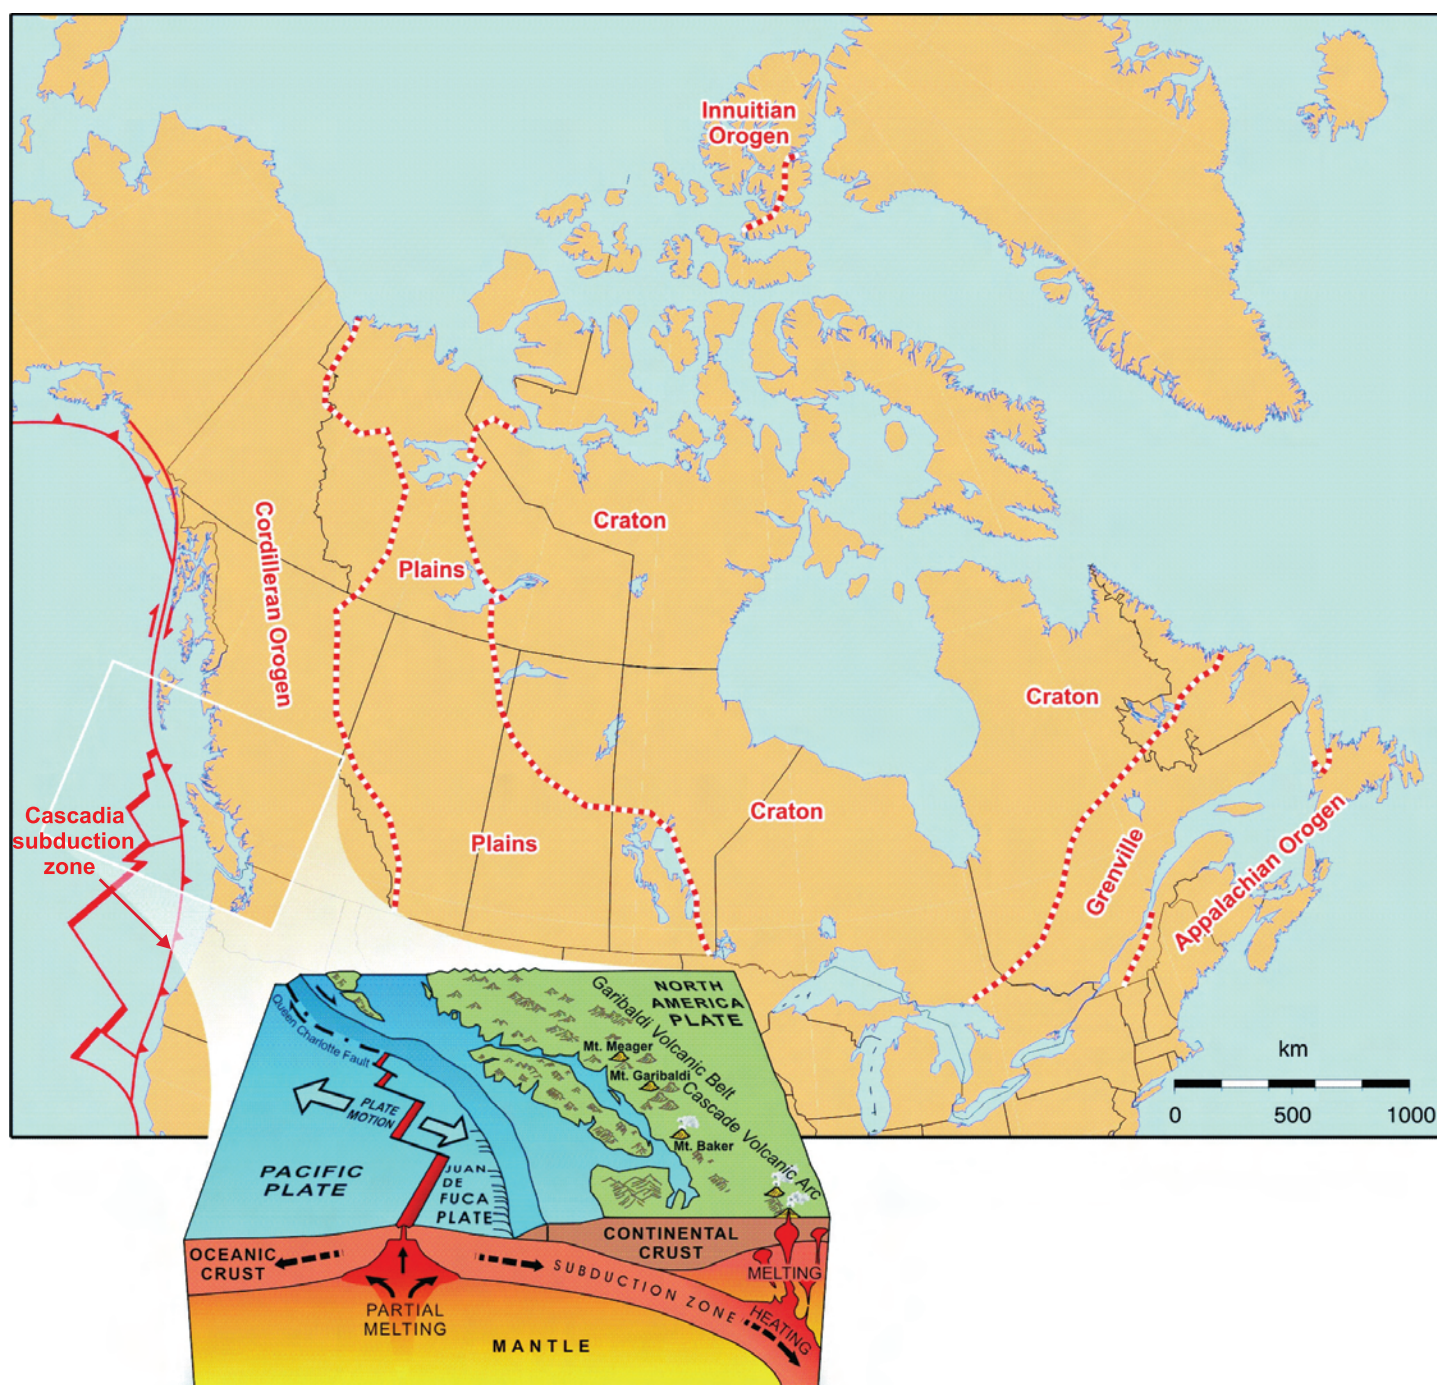 Innuitian
Orogen
Craton
Cordilleran Orogen
Plains
Craton
Cascadia
subduction
zone
Plains
Craton
Grenville
Appalachian Orogen
km
0 500 1000
Queen Charlotte Fault
NORTH
AMERICA
PLATE
Garibaldi Volcanic Belt
Mt. Meager
Mt. Garibaldi
Cascade Volcanic Arc
Mt. Baker
PLATE
MOTION
PACIFIC
PLATE
JUAN
DE
FUCA
PLATE
OCEANIC
CRUST
CONTINENTAL
CRUST
SUBDUCTION ZONE
MELTING
HEATING
PARTIAL
MELTING
MANTLE